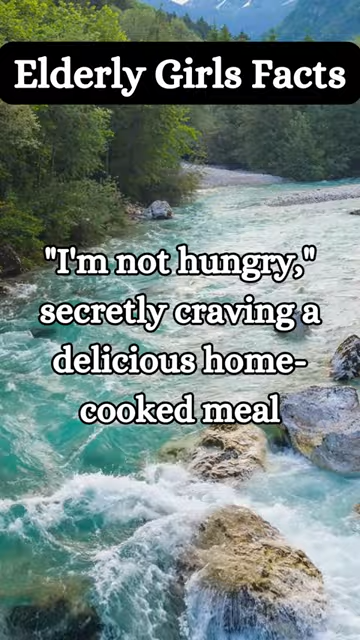 Elderly Girls Facts
"I'm not hungry,"
secretly craving a
delicious home-
cooked meal